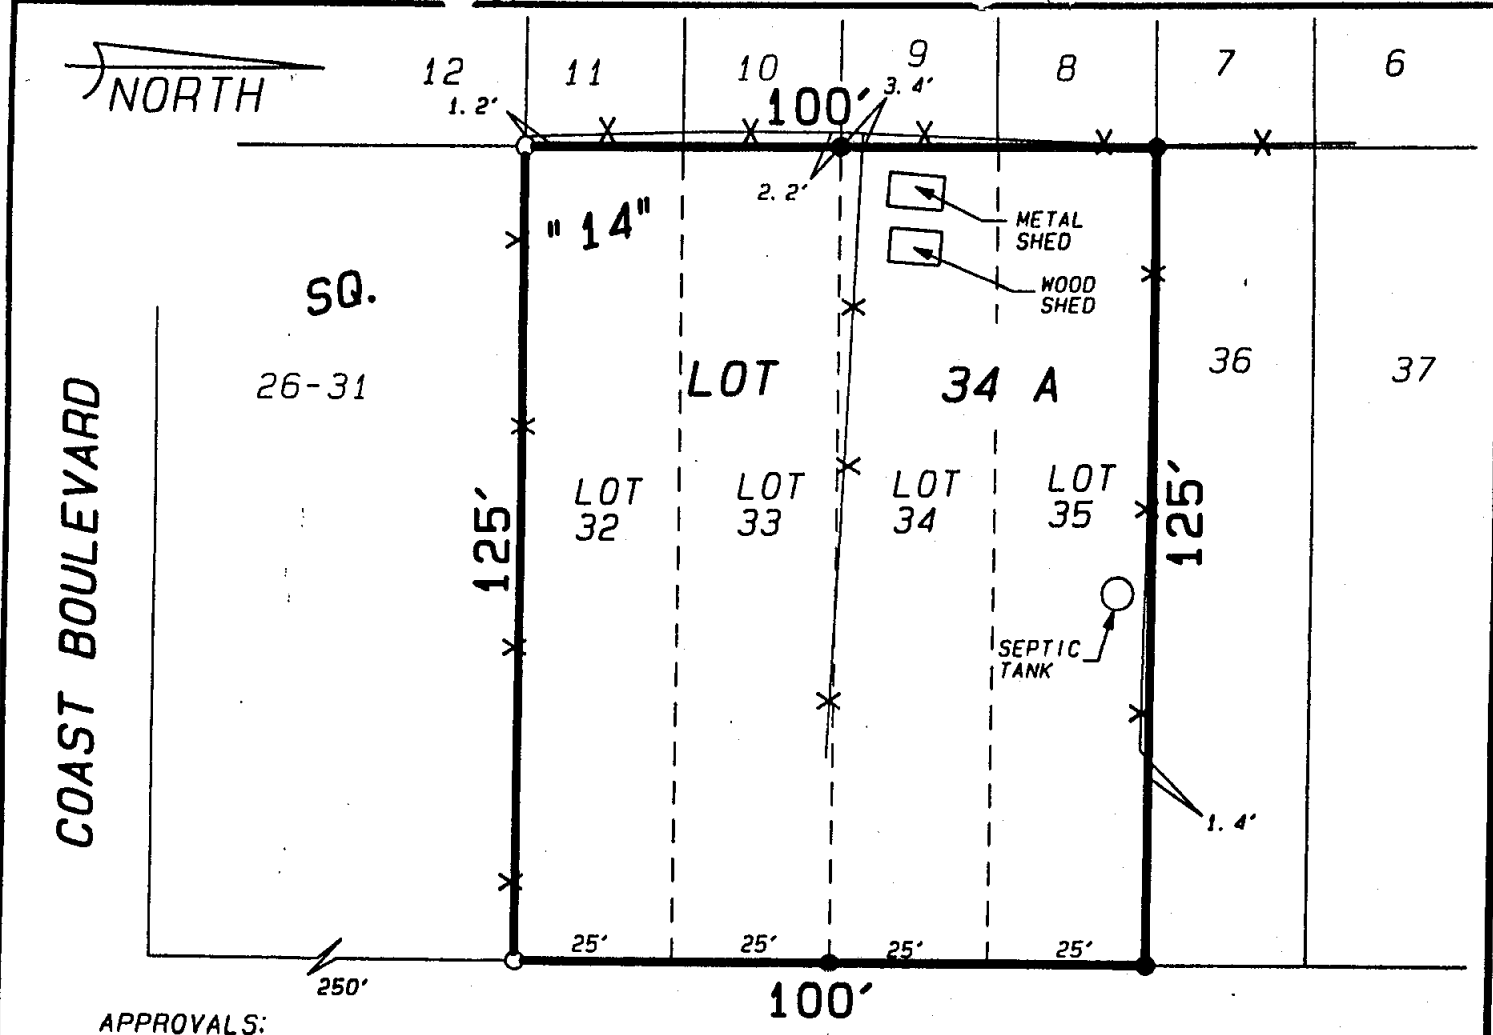 12 11 10 9 8 7 6
NORTH
1.2' 100' 3.4'
2.2'
"14"
METAL
SHED
SQ.
WOOD
SHED
26-31
LOT 34 A
36 37
COAST BOULEVARD
LOT
32
LOT
33
LOT
34
LOT
35
125'
125'
SEPTIC
TANK
1.4'
25' 25' 25' 25'
250'
100'
APPROVALS: